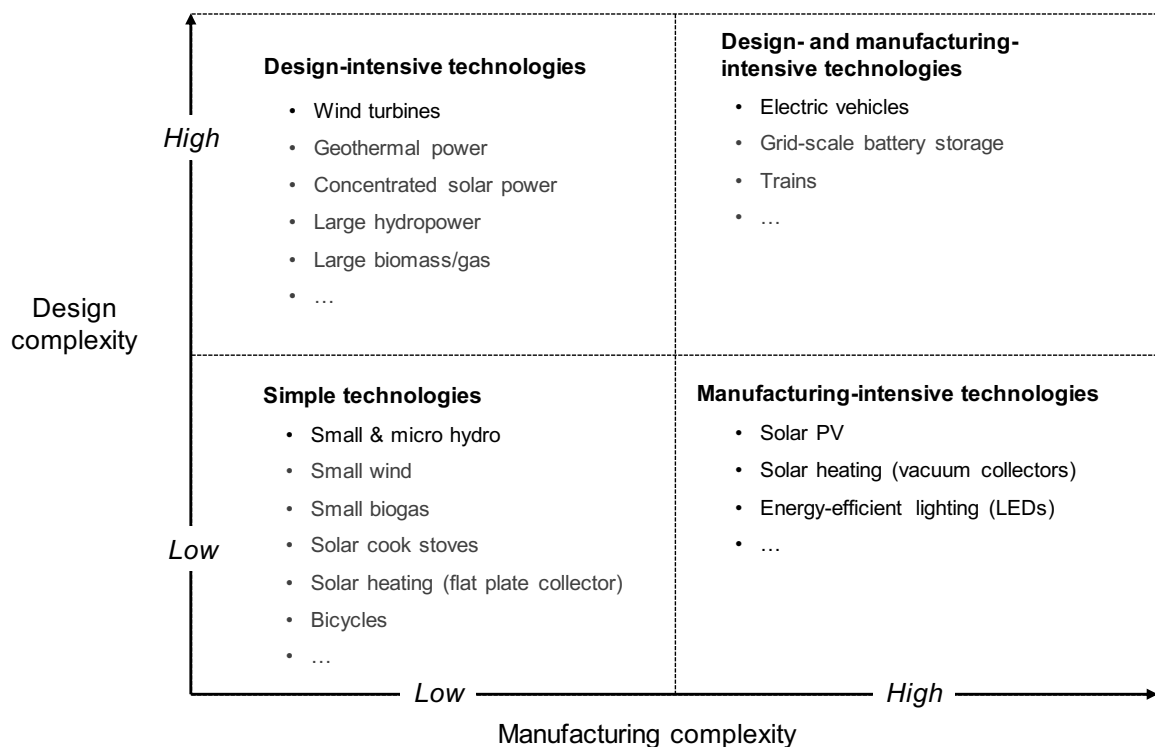 Design-intensive technologies
• Wind turbines
• Geothermal power
• Concentrated solar power
• Large hydropower
• Large biomass/gas
• …
Design- and manufacturing-
intensive technologies
• Electric vehicles
• Grid-scale battery storage
• Trains
• …
High
Design
complexity
Simple technologies
• Small & micro hydro
• Small wind
• Small biogas
• Solar cook stoves
• Solar heating (flat plate collector)
• Bicycles
• …
Manufacturing-intensive technologies
• Solar PV
• Solar heating (vacuum collectors)
• Energy-efficient lighting (LEDs)
• …
Low
Low
High
Manufacturing complexity